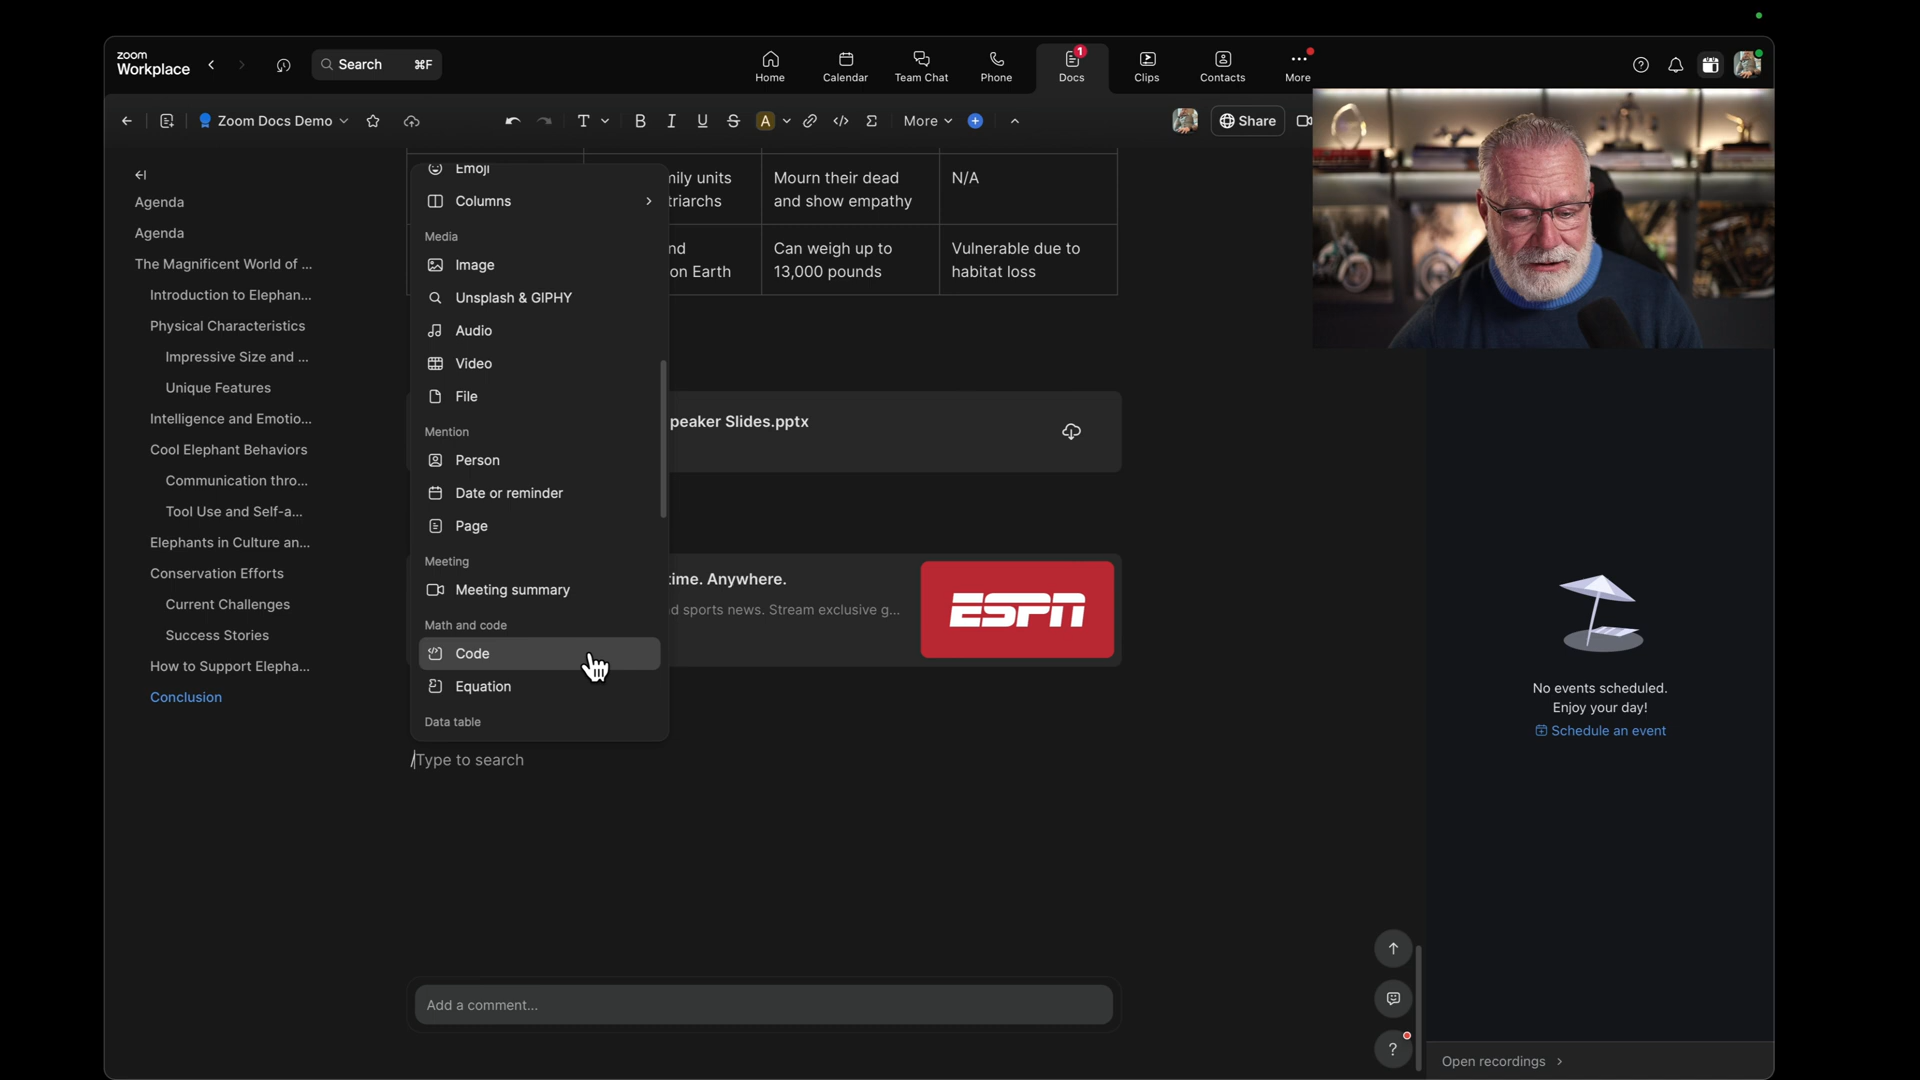 zoom
Workplace
Search ⌘F
Home
Calendar
Team Chat
Phone
1
Docs
Clips
Contacts
More
Zoom Docs Demo
T
B
I
U
S
A
</>
Σ
More
Share
Agenda
Agenda
The Magnificent World of ...
Introduction to Elephan...
Physical Characteristics
Impressive Size and ...
Unique Features
Intelligence and Emotio...
Cool Elephant Behaviors
Communication thro...
Tool Use and Self-a...
Elephants in Culture an...
Conservation Efforts
Current Challenges
Success Stories
How to Support Elepha...
Conclusion
Emoji
Columns
Media
Image
Unsplash & GIPHY
Audio
Video
File
Mention
Person
Date or reminder
Page
Meeting
Meeting summary
Math and code
Code
Equation
Data table
/Type to search
mily units
triarchs
Mourn their dead
and show empathy
N/A
nd
on Earth
Can weigh up to
13,000 pounds
Vulnerable due to
habitat loss
peaker Slides.pptx
time. Anywhere.
d sports news. Stream exclusive g...
ESPN
Add a comment...
?
No events scheduled.
Enjoy your day!
Schedule an event
Open recordings >